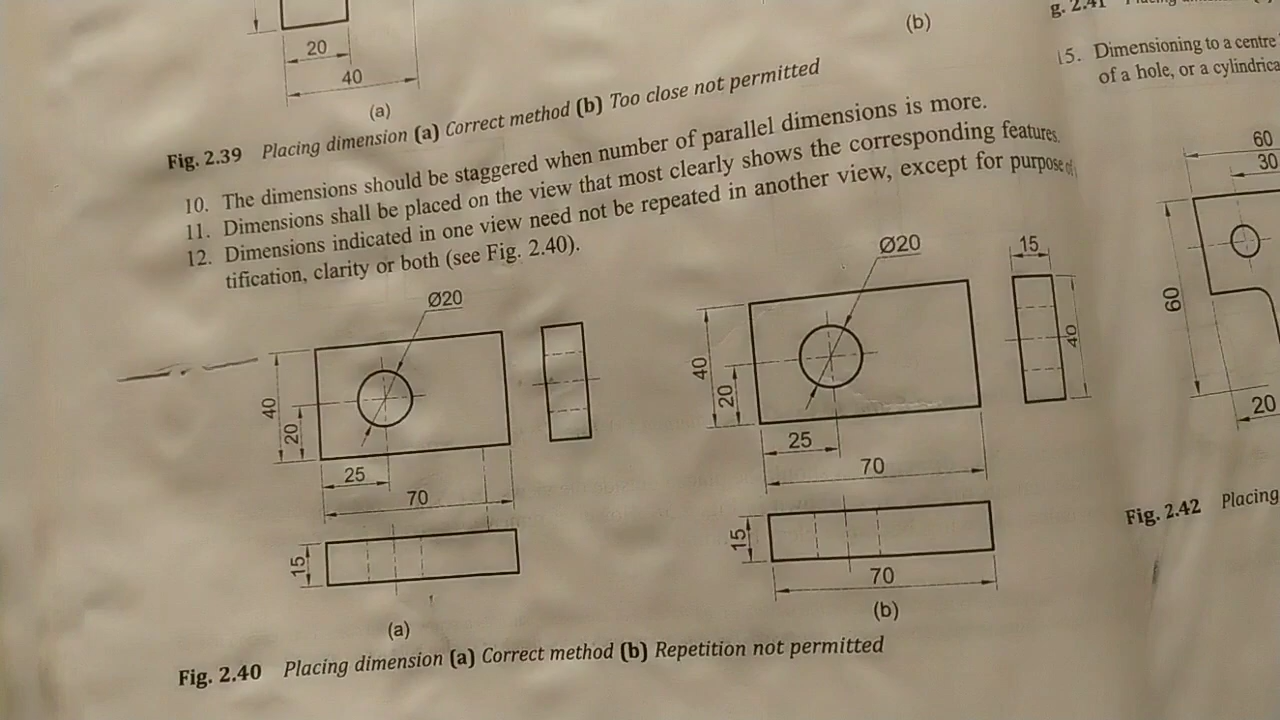 (b)
20
40
(a)
Fig. 2.39 Placing dimension (a) Correct method (b) Too close not permitted
10. The dimensions should be staggered when number of parallel dimensions is more.
11. Dimensions shall be placed on the view that most clearly shows the corresponding features.
12. Dimensions indicated in one view need not be repeated in another view, except for purpose of
tification, clarity or both (see Fig. 2.40).
Ø20
40
20
25
70
15
(a)
Ø20
15
40
20
40
25
70
15
70
(b)
Fig. 2.40 Placing dimension (a) Correct method (b) Repetition not permitted
g. 2.41
15. Dimensioning to a centre
of a hole, or a cylindrica
60
30
60
20
Fig. 2.42 Placing